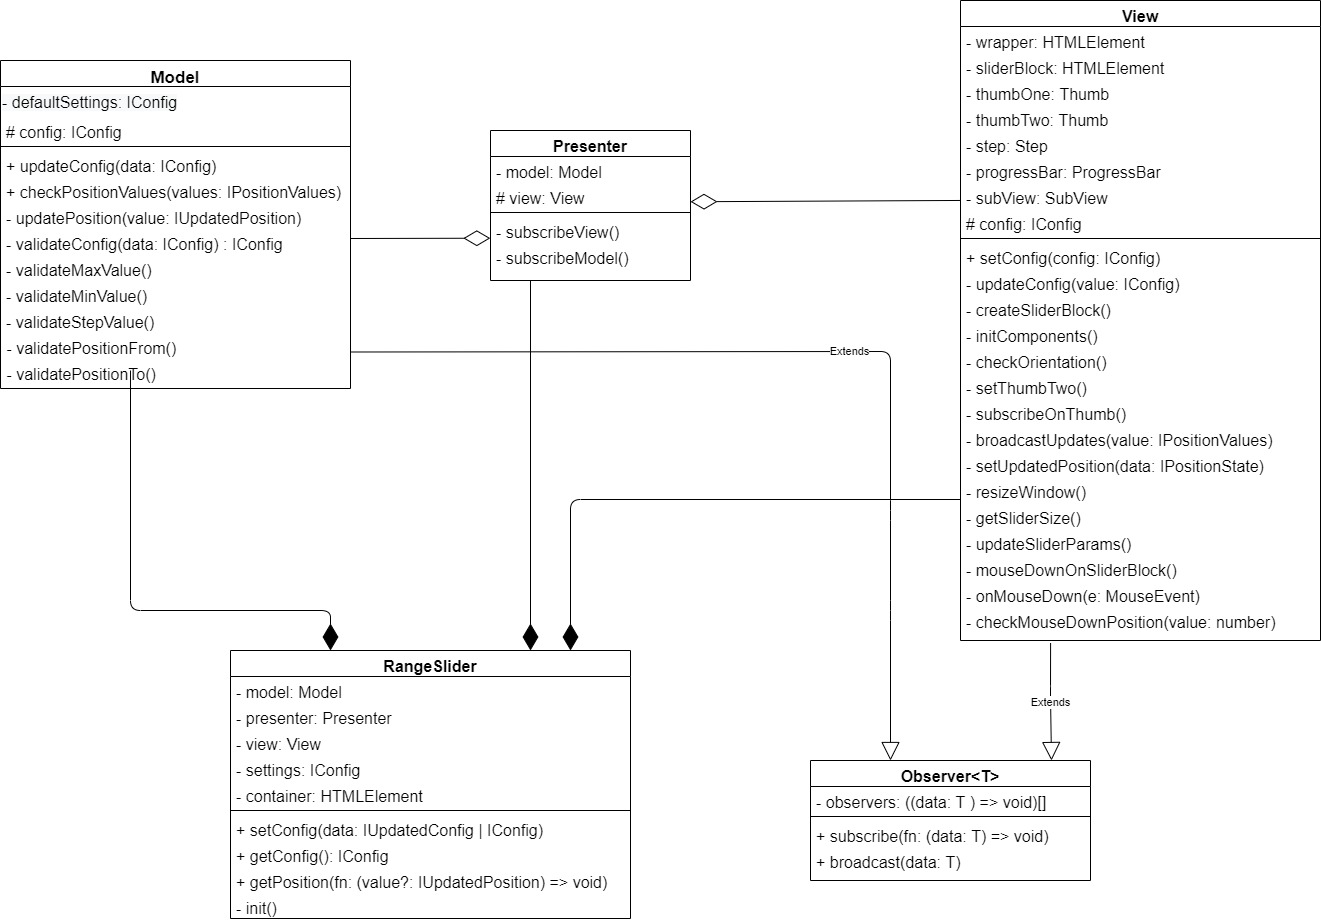 Model
- defaultSettings: IConfig
# config: IConfig
+ updateConfig(data: IConfig)
+ checkPositionValues(values: IPositionValues)
- updatePosition(value: IUpdatedPosition)
- validateConfig(data: IConfig) : IConfig
- validateMaxValue()
- validateMinValue()
- validateStepValue()
- validatePositionFrom()
- validatePositionTo()
Presenter
- model: Model
# view: View
- subscribeView()
- subscribeModel()
View
- wrapper: HTMLElement
- sliderBlock: HTMLElement
- thumbOne: Thumb
- thumbTwo: Thumb
- step: Step
- progressBar: ProgressBar
- subView: SubView
# config: IConfig
+ setConfig(config: IConfig)
- updateConfig(value: IConfig)
- createSliderBlock()
- initComponents()
- checkOrientation()
- setThumbTwo()
- subscribeOnThumb()
- broadcastUpdates(value: IPositionValues)
- setUpdatedPosition(data: IPositionState)
- resizeWindow()
- getSliderSize()
- updateSliderParams()
- mouseDownOnSliderBlock()
- onMouseDown(e: MouseEvent)
- checkMouseDownPosition(value: number)
Extends
Extends
RangeSlider
- model: Model
- presenter: Presenter
- view: View
- settings: IConfig
- container: HTMLElement
+ setConfig(data: IUpdatedConfig | IConfig)
+ getConfig(): IConfig
+ getPosition(fn: (value?: IUpdatedPosition) => void)
- init()
Observer<T>
- observers: ((data: T ) => void)[]
+ subscribe(fn: (data: T) => void)
+ broadcast(data: T)